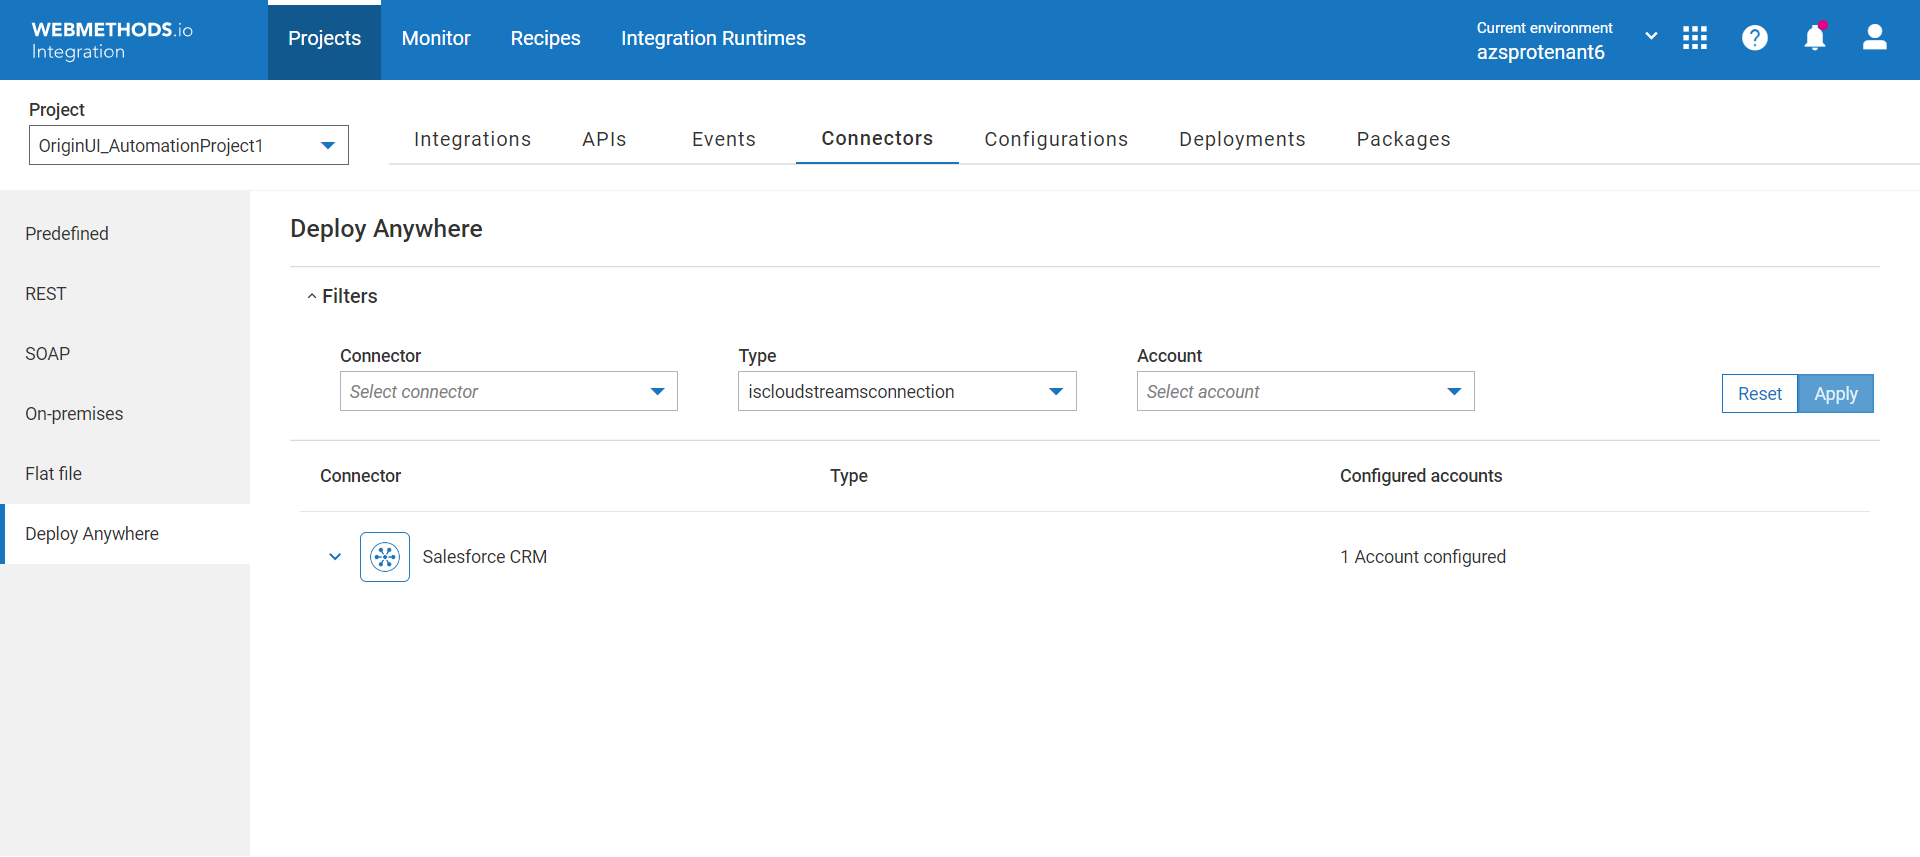 WEBMETHODS.io
Integration
Projects
Monitor
Recipes
Integration Runtimes
Current environment
azsprotenant6
Project
OriginUI_AutomationProject1
Integrations
APIs
Events
Connectors
Configurations
Deployments
Packages
Predefined
REST
SOAP
On-premises
Flat file
Deploy Anywhere
Deploy Anywhere
Filters
Connector
Type
Account
Select connector
iscloudstreamsconnection
Select account
Reset
Apply
Connector
Type
Configured accounts
Salesforce CRM
1 Account configured